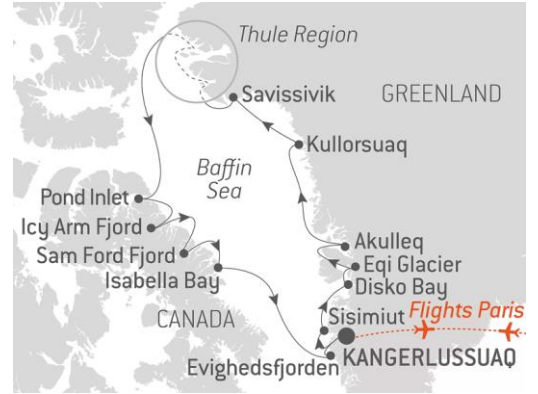 Thule Region
Savissivik
GREENLAND
Kullorsuaq
Baffin
Sea
Pond Inlet
Icy Arm Fjord
Sam Ford Fjord
Isabella Bay
Akulleq
Eqi Glacier
Disko Bay
Sisimiut
Flights Paris
CANADA
Evighedsfjorden
KANGERLUSSUAQ